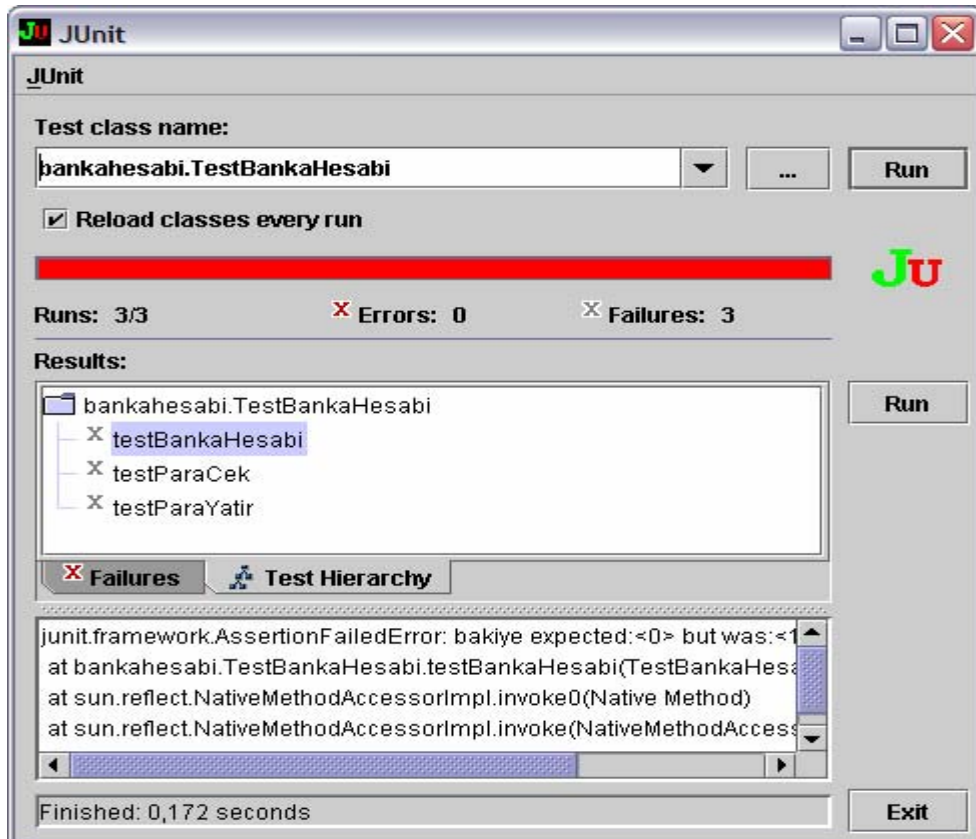 JU JUnit
JUnit
Test class name:
bankahesabi.TestBankaHesabi ... Run
Reload classes every run
JU
Runs: 3/3 X Errors: 0 X Failures: 3
Results:
bankahesabi.TestBankaHesabi Run
X testBankaHesabi
X testParaCek
X testParaYatir
X Failures Test Hierarchy
junit.framework.AssertionFailedError: bakiye expected:<0> but was:<1
at bankahesabi.TestBankaHesabi.testBankaHesabi(TestBankaHesa
at sun.reflect.NativeMethodAccessorImpl.invoke0(Native Method)
at sun.reflect.NativeMethodAccessorImpl.invoke(NativeMethodAccess
Finished: 0,172 seconds Exit